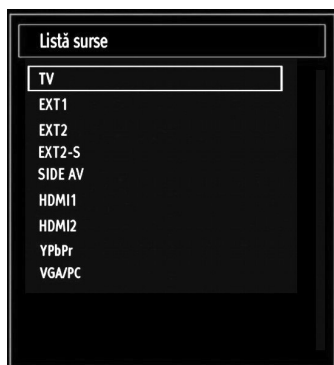 Listă surse
TV
EXT1
EXT2
EXT2-S
SIDE AV
HDMI1
HDMI2
YPbPr
VGA/PC